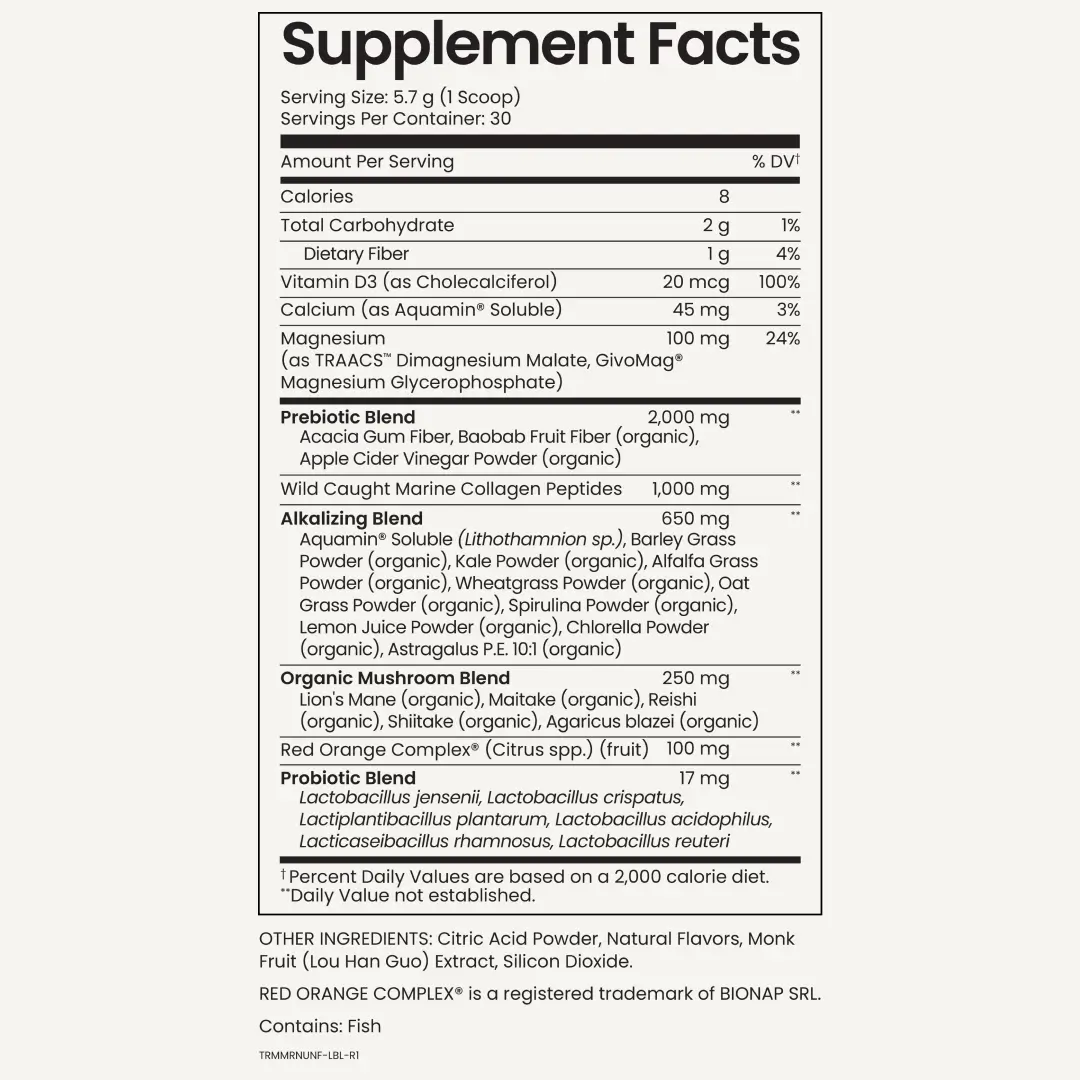 Supplement Facts
Serving Size: 5.7 g (1 Scoop)
Servings Per Container: 30
Amount Per Serving % DV†
Calories 8
Total Carbohydrate 2 g 1%
Dietary Fiber 1 g 4%
Vitamin D3 (as Cholecalciferol) 20 mcg 100%
Calcium (as Aquamin® Soluble) 45 mg 3%
Magnesium 100 mg 24%
(as TRAACS™ Dimagnesium Malate, GivoMag®
Magnesium Glycerophosphate)
Prebiotic Blend 2,000 mg **
Acacia Gum Fiber, Baobab Fruit Fiber (organic),
Apple Cider Vinegar Powder (organic)
Wild Caught Marine Collagen Peptides 1,000 mg **
Alkalizing Blend 650 mg **
Aquamin® Soluble (Lithothamnion sp.), Barley Grass
Powder (organic), Kale Powder (organic), Alfalfa Grass
Powder (organic), Wheatgrass Powder (organic), Oat
Grass Powder (organic), Spirulina Powder (organic),
Lemon Juice Powder (organic), Chlorella Powder
(organic), Astragalus P.E. 10:1 (organic)
Organic Mushroom Blend 250 mg **
Lion's Mane (organic), Maitake (organic), Reishi
(organic), Shiitake (organic), Agaricus blazei (organic)
Red Orange Complex® (Citrus spp.) (fruit) 100 mg **
Probiotic Blend 17 mg **
Lactobacillus jensenii, Lactobacillus crispatus,
Lactiplantibacillus plantarum, Lactobacillus acidophilus,
Lacticaseibacillus rhamnosus, Lactobacillus reuteri
†Percent Daily Values are based on a 2,000 calorie diet.
**Daily Value not established.
OTHER INGREDIENTS: Citric Acid Powder, Natural Flavors, Monk
Fruit (Lou Han Guo) Extract, Silicon Dioxide.
RED ORANGE COMPLEX® is a registered trademark of BIONAP SRL.
Contains: Fish
TRMMRNUNF-LBL-R1